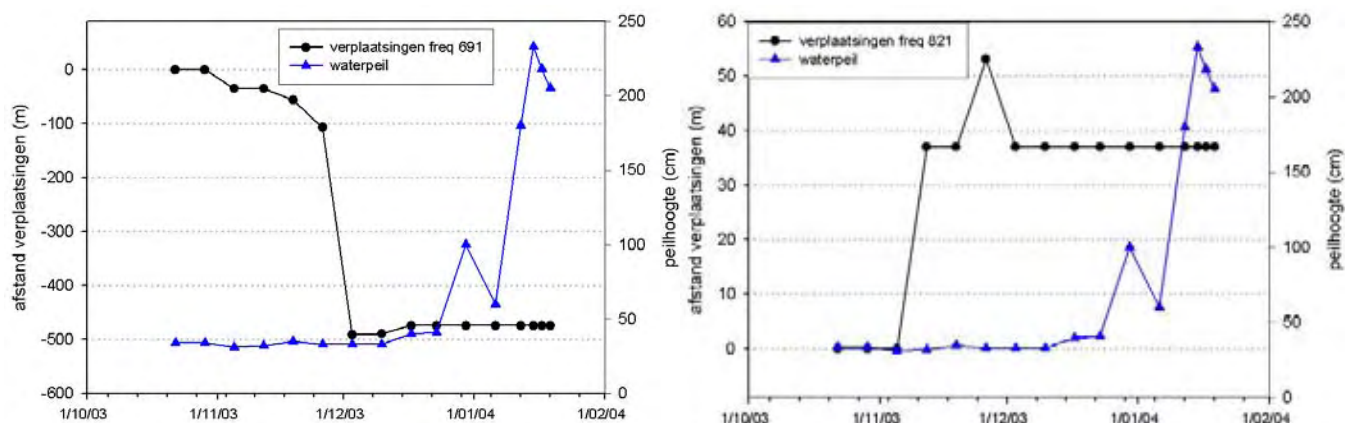 verplaatsingen freq 691
waterpeil
afstand verplaatsingen (m)
0
-100
-200
-300
-400
-500
-600
250
200
150
100
50
0
peilhoogte (cm)
1/10/03 1/11/03 1/12/03 1/01/04 1/02/04
verplaatsingen freq 821
waterpeil
afstand verplaatsingen (m)
60
50
40
30
20
10
0
250
200
150
100
50
0
peilhoogte (cm)
1/10/03 1/11/03 1/12/03 1/01/04 1/02/04